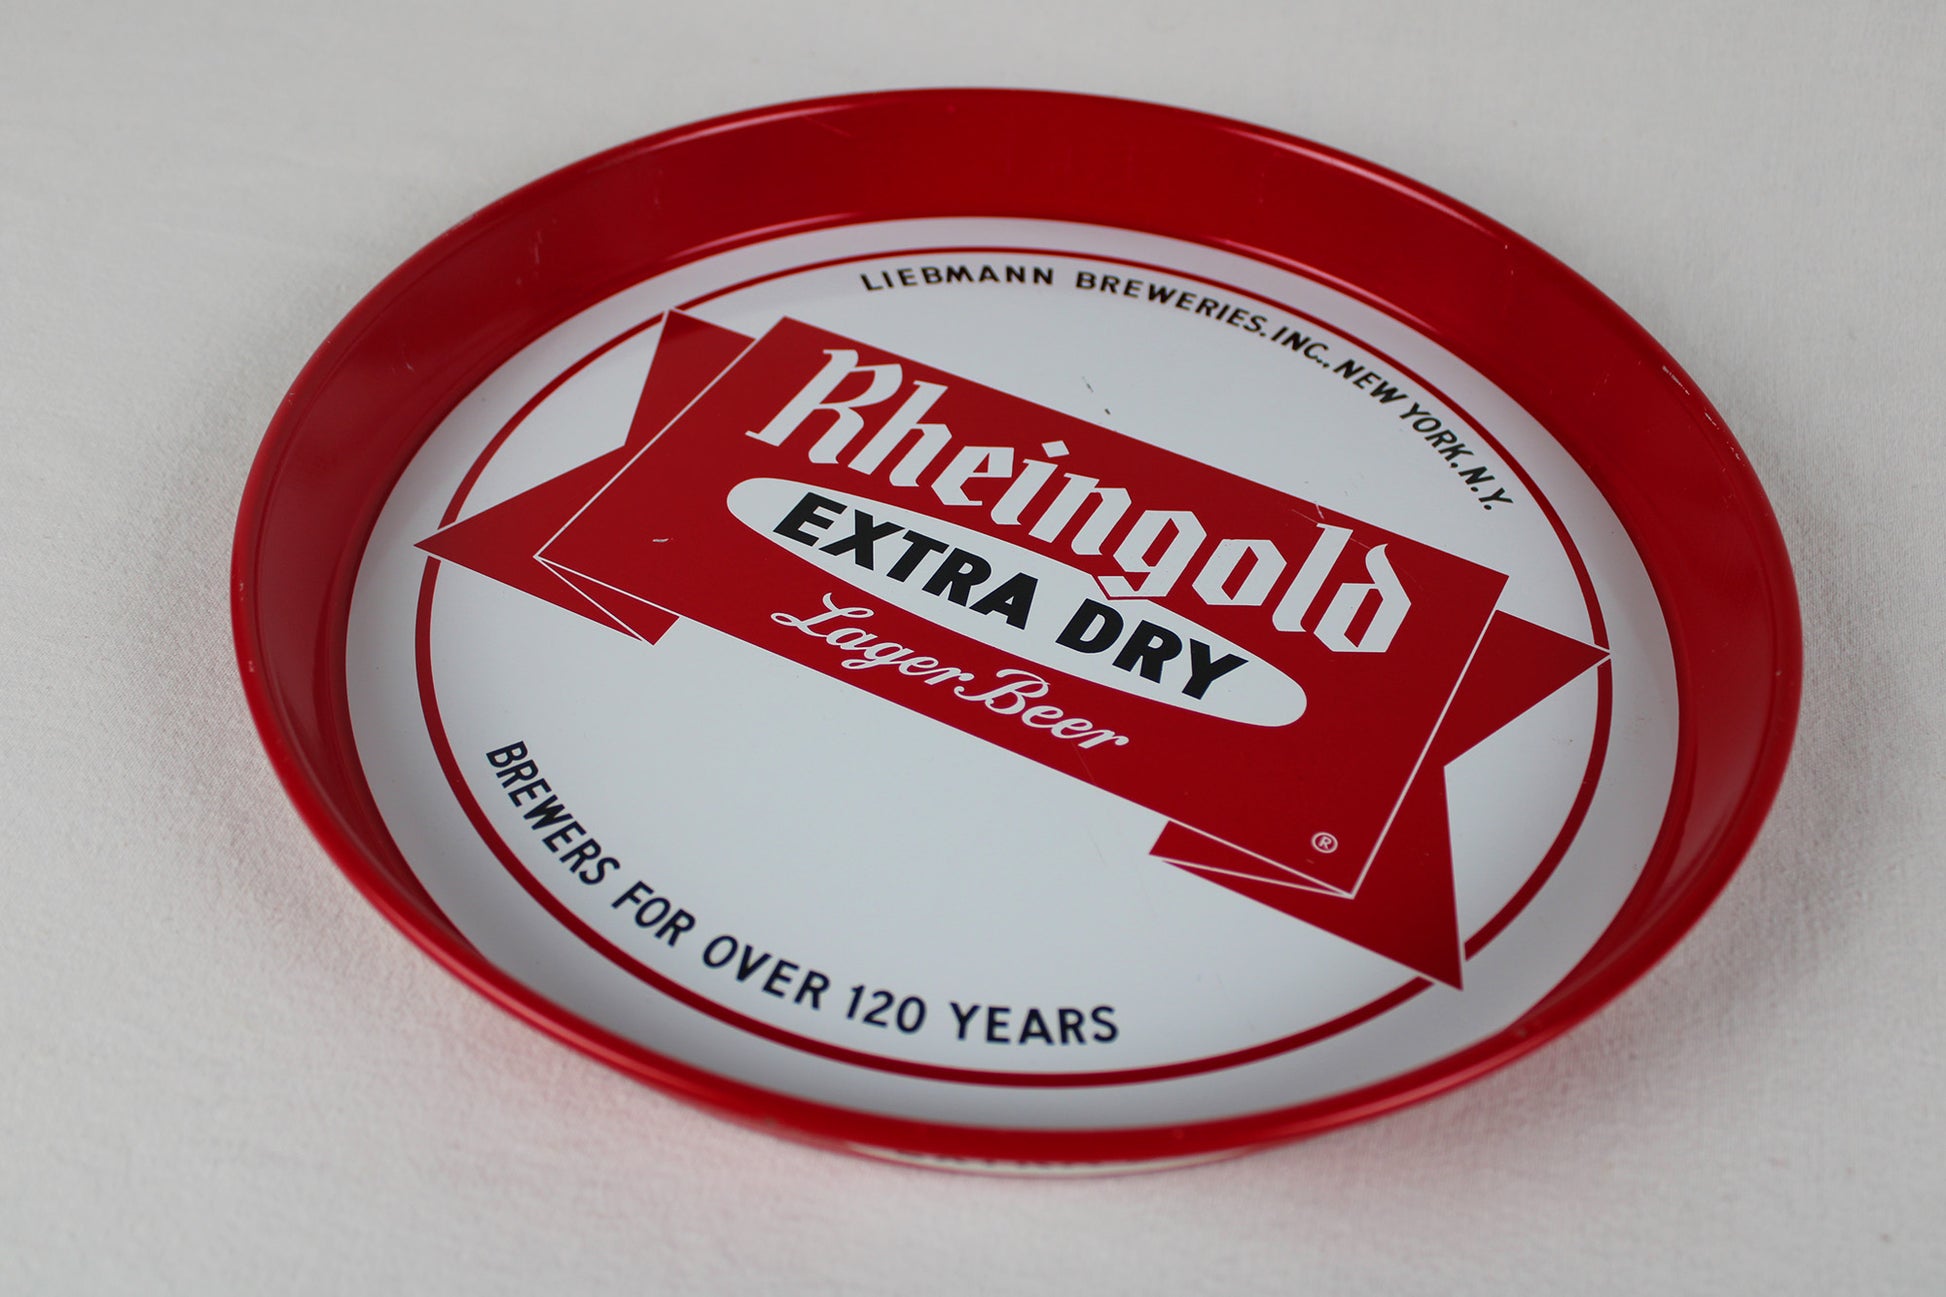 LIEBMANN BREWERIES, INC., NEW YORK, N.Y.
Rheingold
EXTRA DRY
Lager Beer
®
BREWERS FOR OVER 120 YEARS